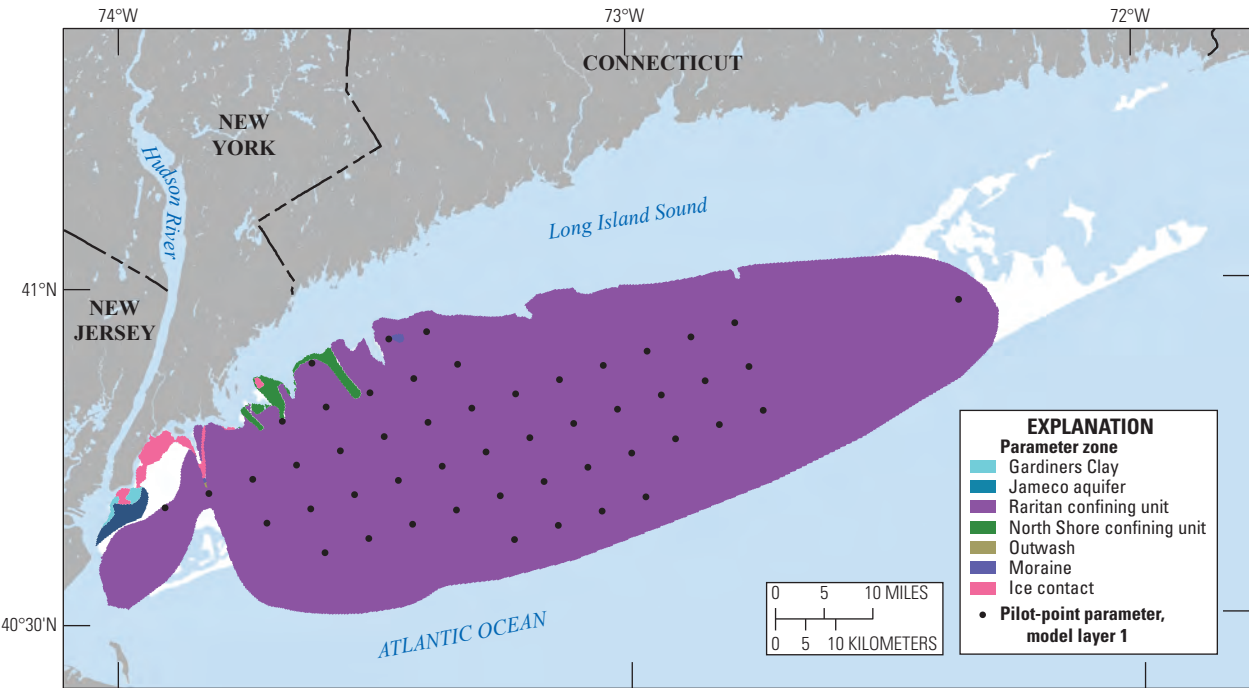 74°W
73°W
72°W
CONNECTICUT
NEW
YORK
Hudson River
Long Island Sound
41°N
NEW
JERSEY
EXPLANATION
Parameter zone
Gardiners Clay
Jameco aquifer
Raritan confining unit
North Shore confining unit
Outwash
Moraine
Ice contact
Pilot-point parameter,
model layer 1
0 5 10 MILES
0 5 10 KILOMETERS
40°30'N
ATLANTIC OCEAN